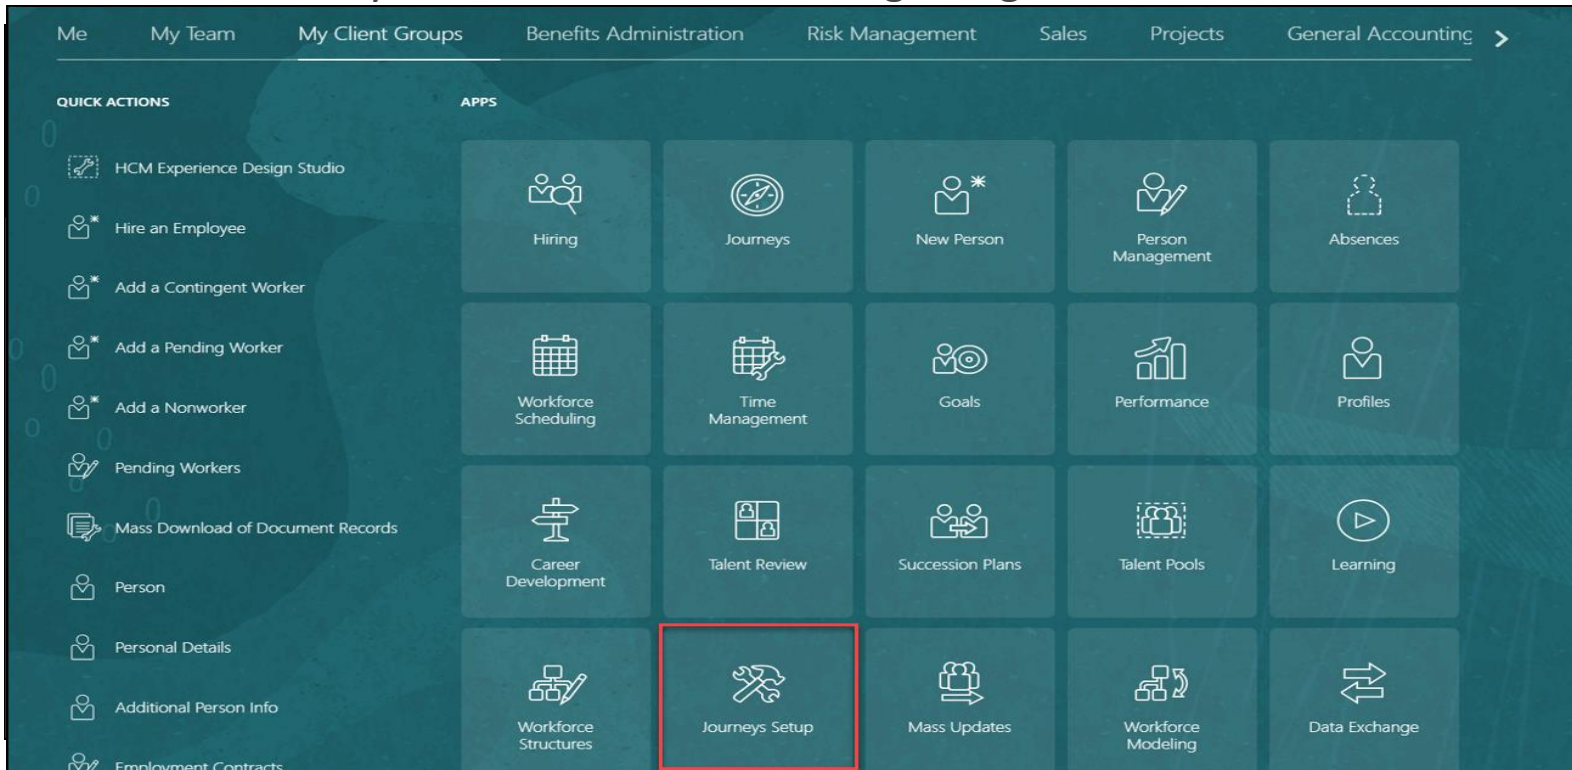 Me My Team My Client Groups Benefits Administration Risk Management Sales Projects General Accounting
QUICK ACTIONS
HCM Experience Design Studio
Hire an Employee
Add a Contingent Worker
Add a Pending Worker
Add a Nonworker
Pending Workers
Mass Download of Document Records
Person
Personal Details
Additional Person Info
Employment Contracts
APPS
Hiring
Journeys
New Person
Person
Management
Absences
Workforce
Scheduling
Time
Management
Goals
Performance
Profiles
Career
Development
Talent Review
Succession Plans
Talent Pools
Learning
Workforce
Structures
Journeys Setup
Mass Updates
Workforce
Modeling
Data Exchange